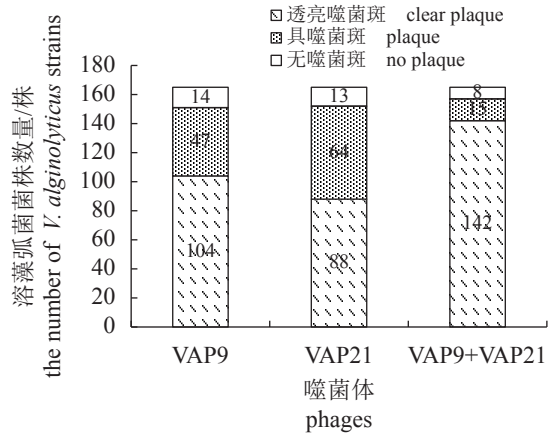 透亮噬菌斑 clear plaque
具噬菌斑 plaque
无噬菌斑 no plaque
溶藻弧菌菌株数量/株
the number of V. alginolyticus strains
180
160
140
120
100
80
60
40
20
0
14
47
104
13
64
88
8
15
142
VAP9
VAP21
VAP9+VAP21
噬菌体
phages